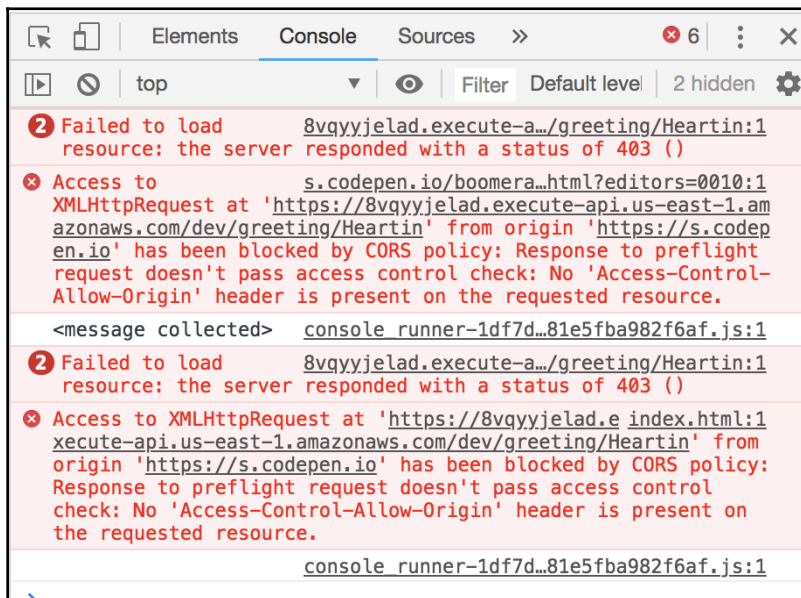 Elements Console Sources » 6
top ▼ Filter Default level 2 hidden
2 Failed to load 8vqyyjelad.execute-a…/greeting/Heartin:1
resource: the server responded with a status of 403 ()
Access to s.codepen.io/boomera…html?editors=0010:1
XMLHttpRequest at 'https://8vqyyjelad.execute-api.us-east-1.am
azonaws.com/dev/greeting/Heartin' from origin 'https://s.codep
en.io' has been blocked by CORS policy: Response to preflight
request doesn't pass access control check: No 'Access-Control-
Allow-Origin' header is present on the requested resource.
<message collected> console_runner-1df7d…81e5fba982f6af.js:1
2 Failed to load 8vqyyjelad.execute-a…/greeting/Heartin:1
resource: the server responded with a status of 403 ()
Access to XMLHttpRequest at 'https://8vqyyjelad.e index.html:1
xecute-api.us-east-1.amazonaws.com/dev/greeting/Heartin' from
origin 'https://s.codepen.io' has been blocked by CORS policy:
Response to preflight request doesn't pass access control
check: No 'Access-Control-Allow-Origin' header is present on
the requested resource.
console_runner-1df7d…81e5fba982f6af.js:1